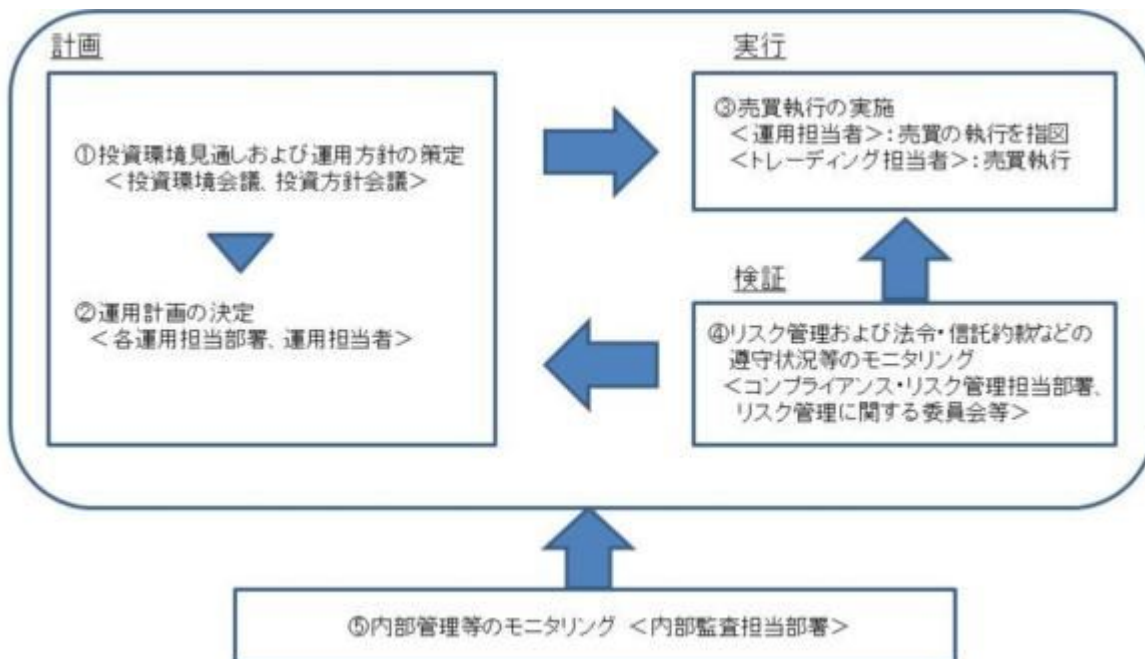 計画
①投資環境見通しおよび運用方針の策定
＜投資環境会議、投資方針会議＞
②運用計画の決定
＜各運用担当部署、運用担当者＞
実行
③売買執行の実施
＜運用担当者＞：売買の執行を指図
＜トレーディング担当者＞：売買執行
検証
④リスク管理および法令・信託約款などの
遵守状況等のモニタリング
＜コンプライアンス・リスク管理担当部署、
リスク管理に関する委員会等＞
⑤内部管理等のモニタリング ＜内部監査担当部署＞